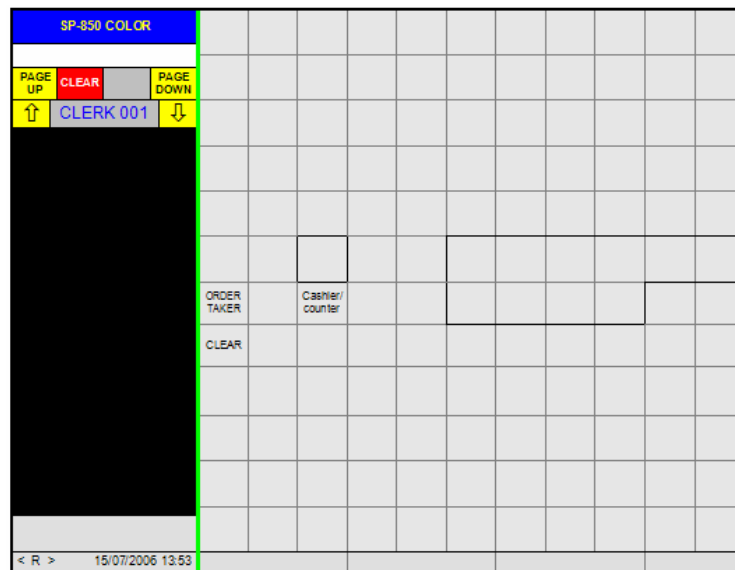 SP-850 COLOR
PAGE UP
CLEAR
PAGE DOWN
⇧
CLERK 001
⇩
ORDER TAKER
Cashier/ counter
CLEAR
< R > 15/07/2006 13:53